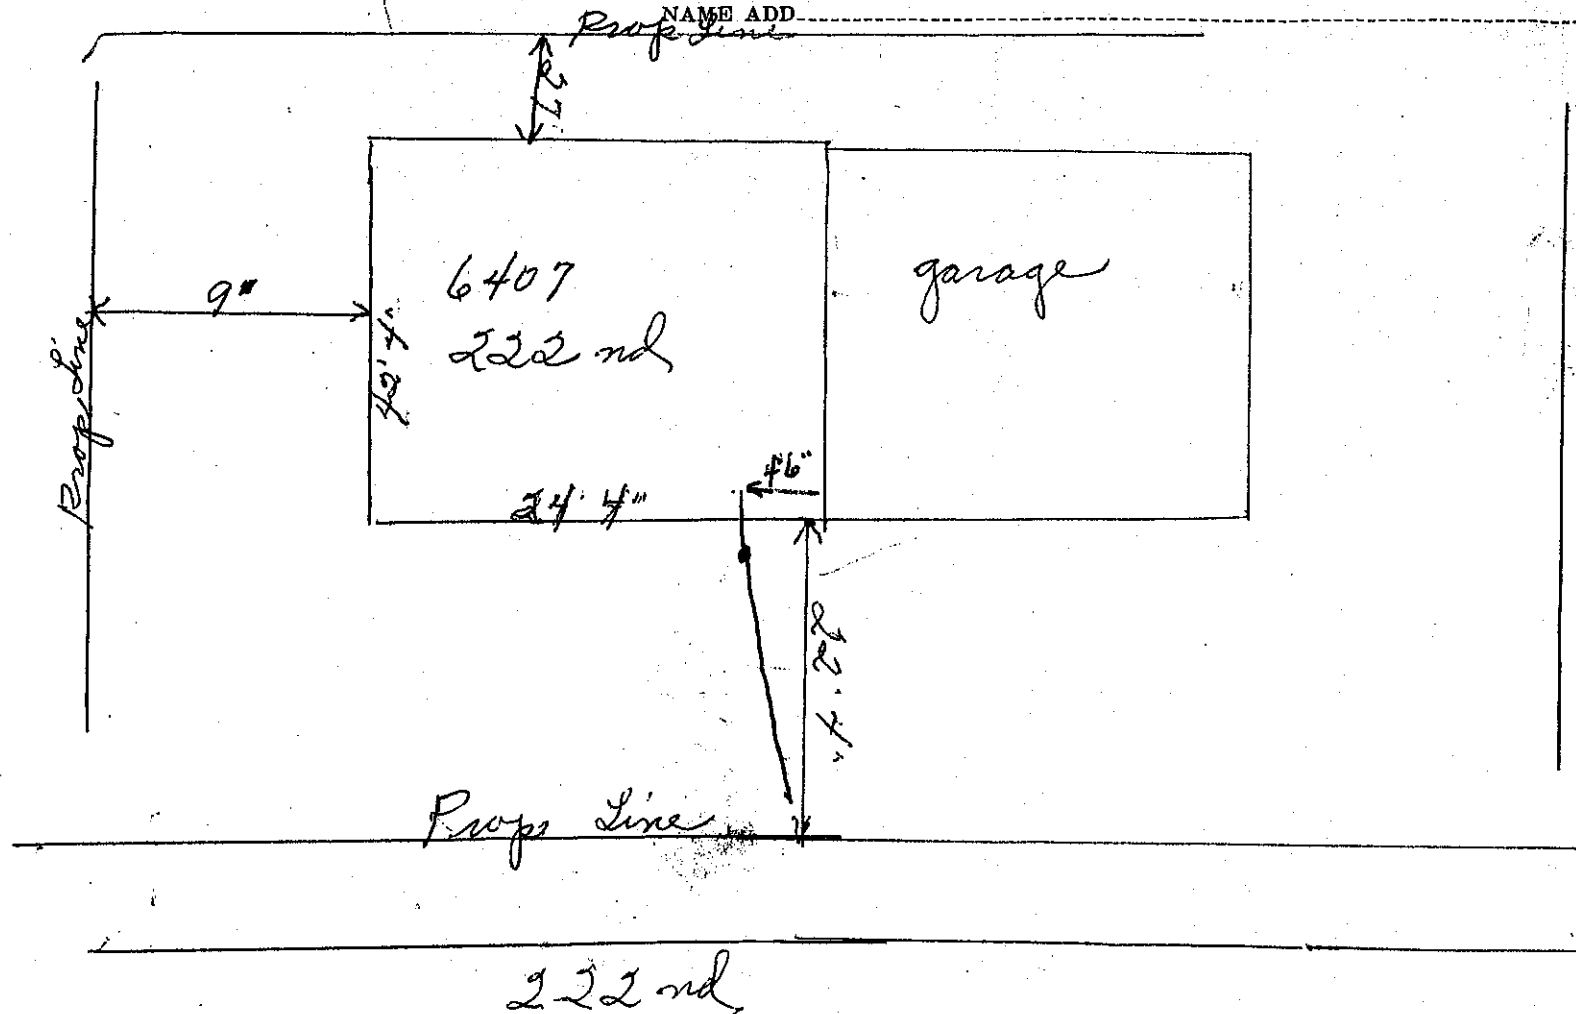 NAME ADD
Prop Line
27'
9"
6407
222 nd
garage
Prop Line
42' 4"
46"
24' 4"
22' 4"
Prop Line
222 nd